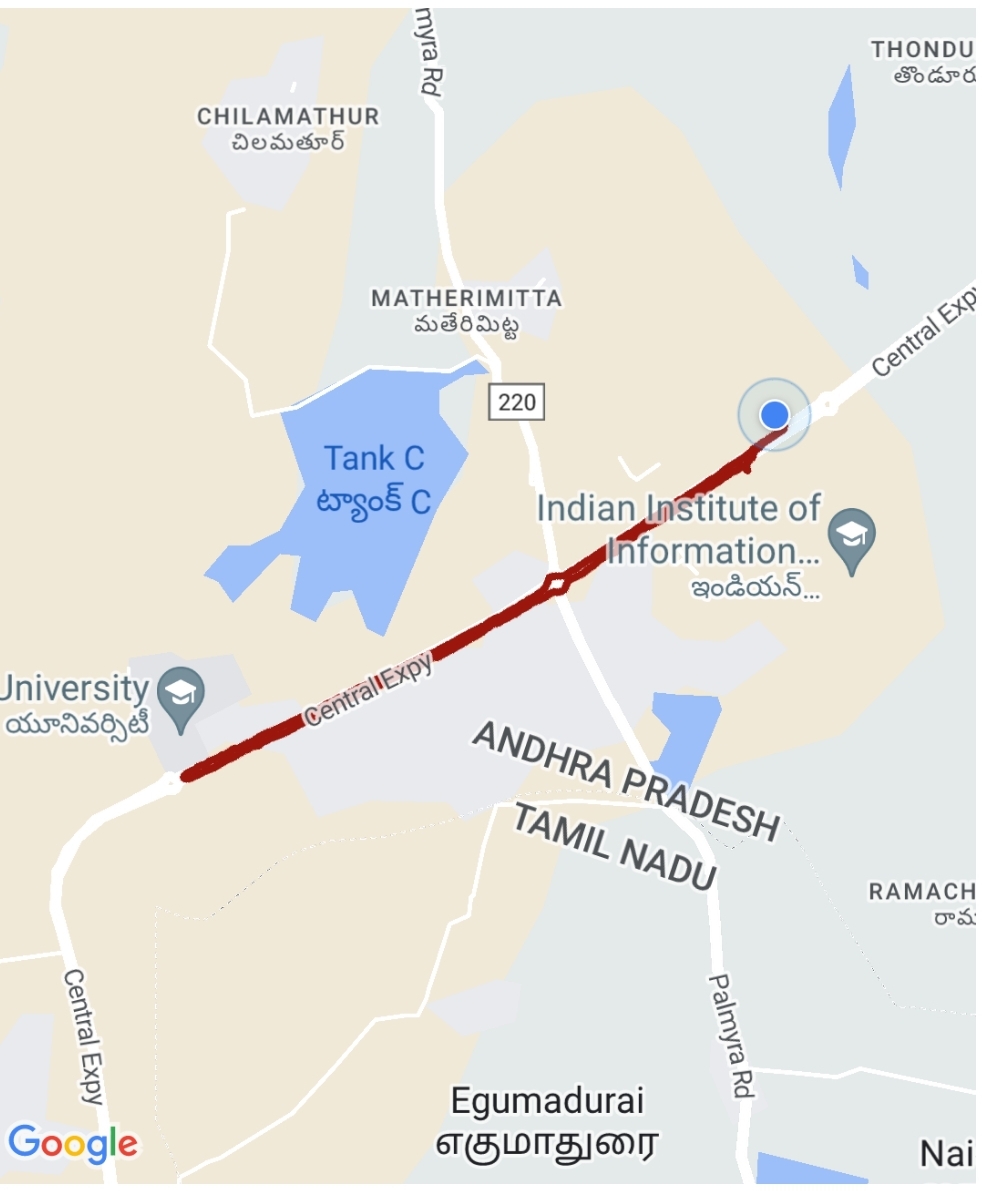 myra Rd
THONDU
తొండూర
CHILAMATHUR
చిలమతూర్
MATHERIMITTA
మతేరిమిట్ట
Central Exp
220
Tank C
ట్యాంక్ C
Indian Institute of
Information...
ఇండియన్...
University
యూనివర్సిటీ
Central Expy
ANDHRA PRADESH
TAMIL NADU
RAMACH
రామ
Central Expy
Palmyra Rd
Egumadurai
எகுமாதுரை
Google
Nai